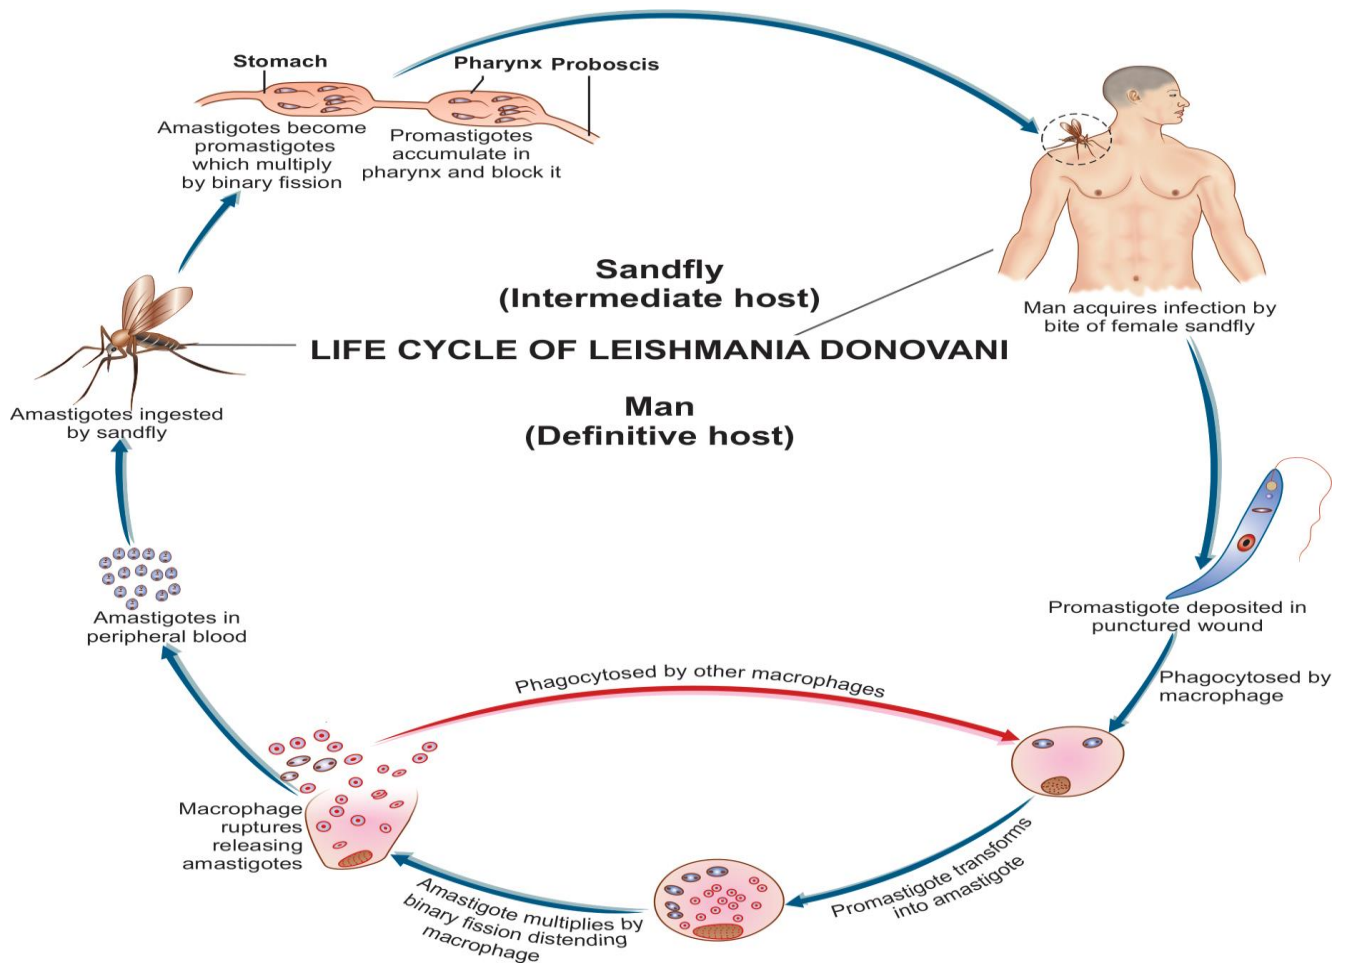 Stomach
Pharynx
Proboscis
Amastigotes become
promastigotes
which multiply
by binary fission
Promastigotes
accumulate in
pharynx and block it
Sandfly
(Intermediate host)
LIFE CYCLE OF LEISHMANIA DONOVANI
Man
(Definitive host)
Man acquires infection by
bite of female sandfly
Promastigote deposited in
punctured wound
Phagocytosed by
macrophage
Phagocytosed by other macrophages
Promastigote transforms
into amastigote
Amastigote multiplies by
binary fission distending
macrophage
Macrophage
ruptures
releasing
amastigotes
Amastigotes in
peripheral blood
Amastigotes ingested
by sandfly